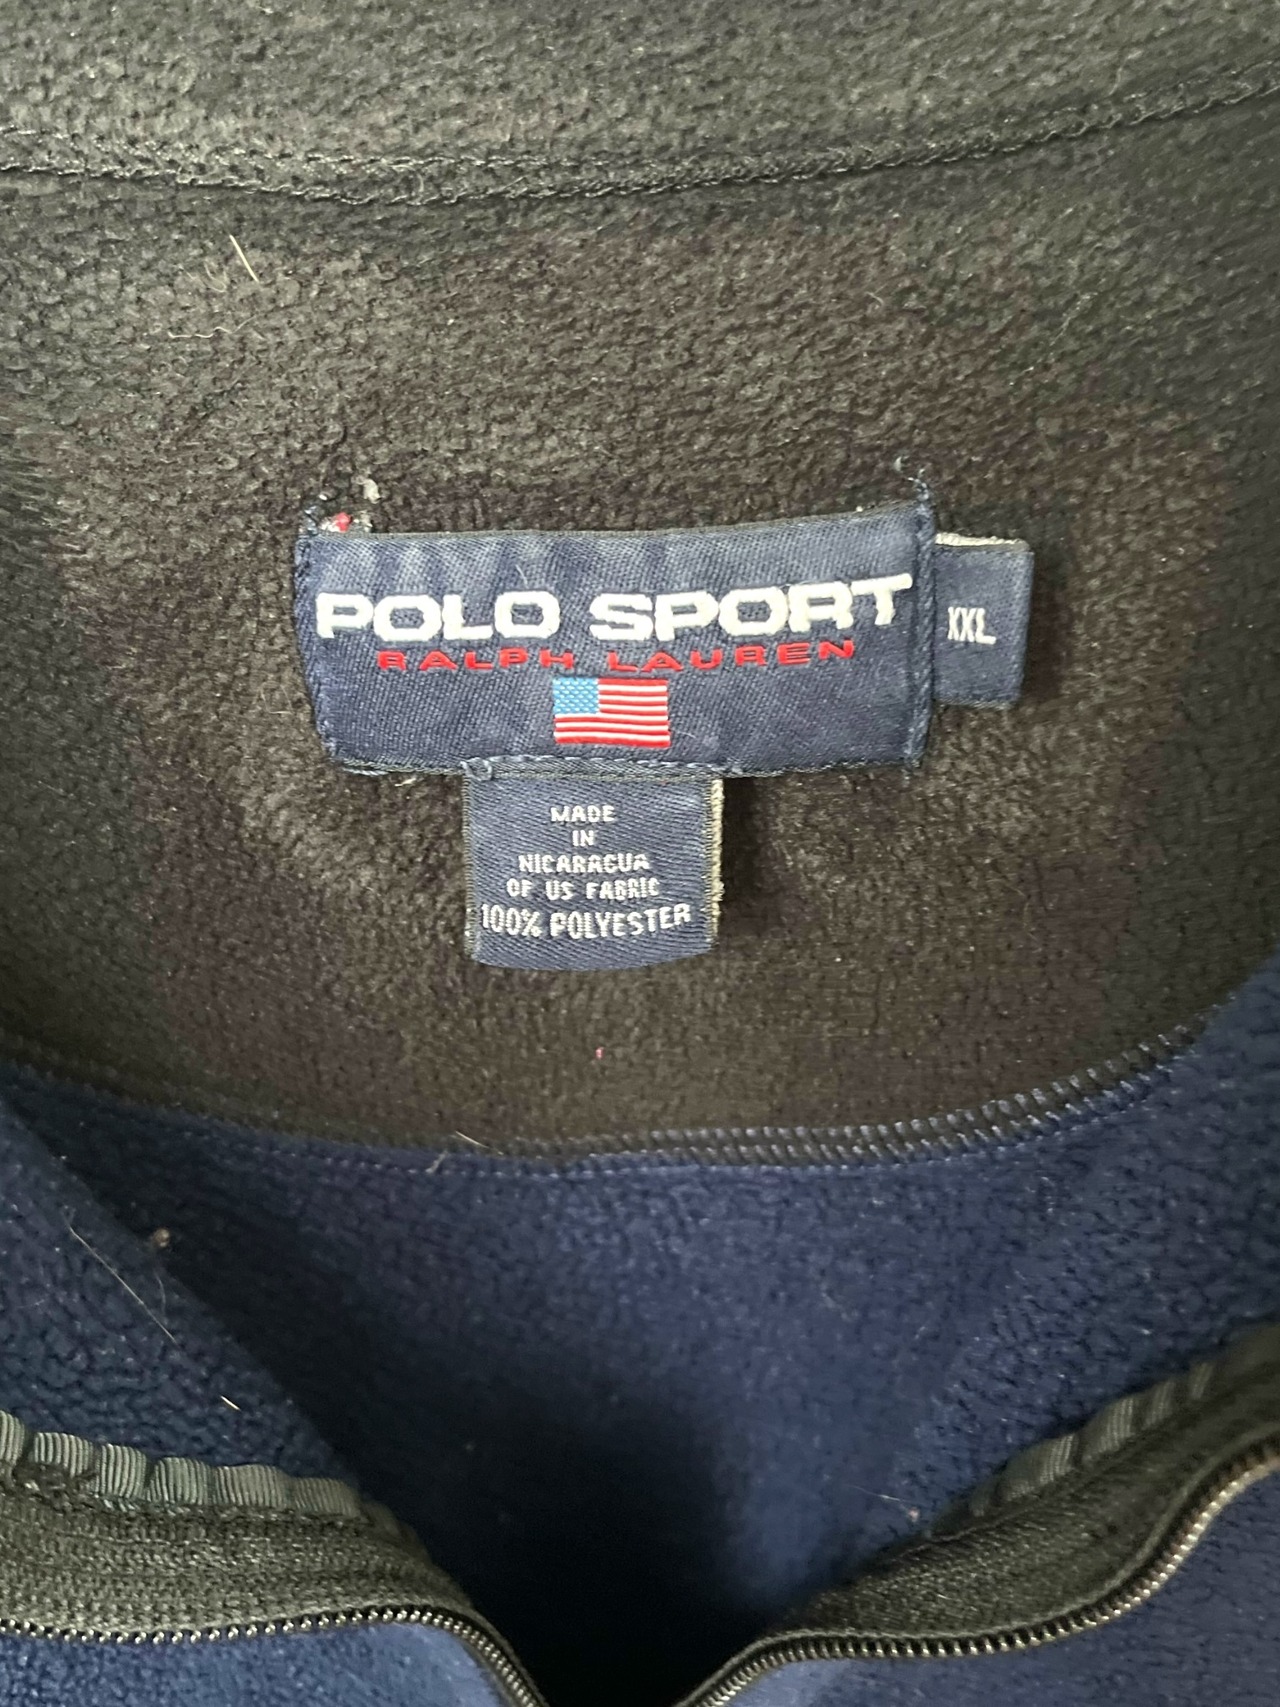 POLO SPORT
RALPH LAUREN
XXL
MADE
IN
NICARAGUA
OF US FABRIC
100% POLYESTER